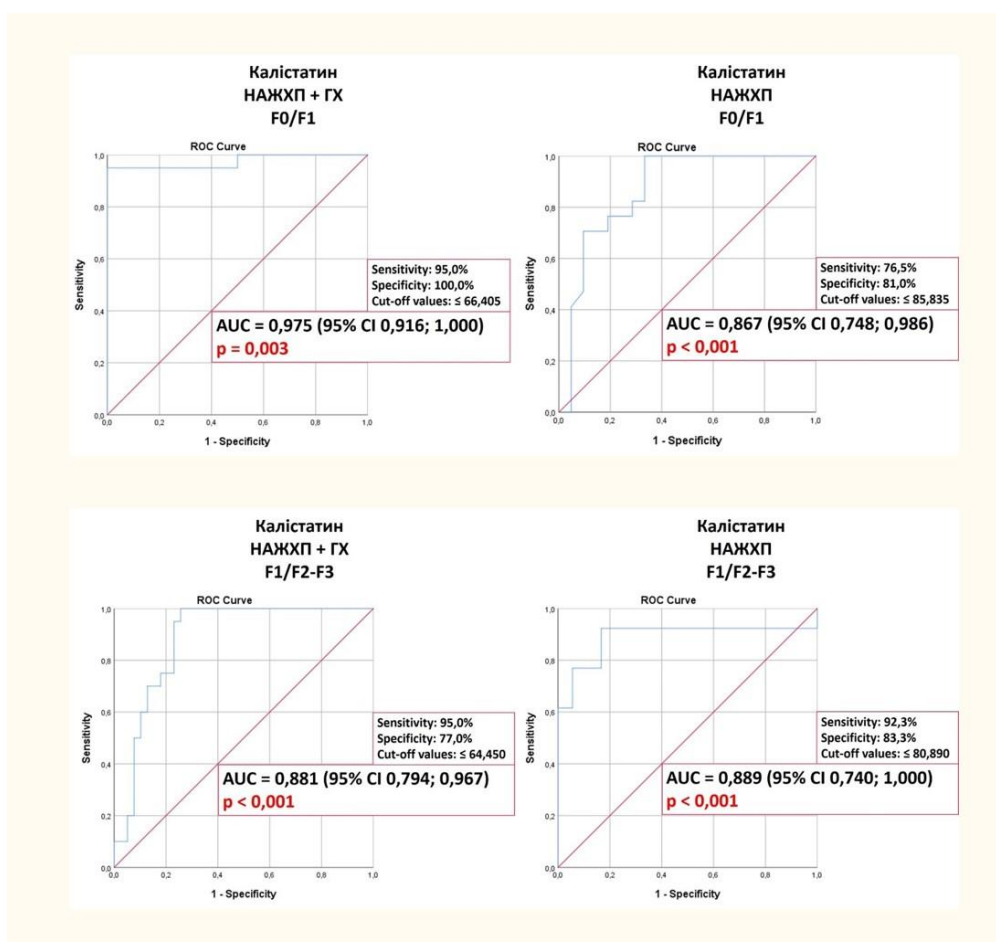 Калістатин
НАЖХП + ГХ
F0/F1
ROC Curve
1,0
0,8
0,6
0,4
0,2
0,0
Sensitivity
0,0 0,2 0,4 0,6 0,8 1,0
1 - Specificity
Sensitivity: 95,0%
Specificity: 100,0%
Cut-off values: ≤ 66,405
AUC = 0,975 (95% CI 0,916; 1,000)
p = 0,003
Калістатин
НАЖХП
F0/F1
ROC Curve
1,0
0,8
0,6
0,4
0,2
0,0
Sensitivity
0,0 0,2 0,4 0,6 0,8 1,0
1 - Specificity
Sensitivity: 76,5%
Specificity: 81,0%
Cut-off values: ≤ 85,835
AUC = 0,867 (95% CI 0,748; 0,986)
p < 0,001
Калістатин
НАЖХП + ГХ
F1/F2-F3
ROC Curve
1,0
0,8
0,6
0,4
0,2
0,0
Sensitivity
0,0 0,2 0,4 0,6 0,8 1,0
1 - Specificity
Sensitivity: 95,0%
Specificity: 77,0%
Cut-off values: ≤ 64,450
AUC = 0,881 (95% CI 0,794; 0,967)
p < 0,001
Калістатин
НАЖХП
F1/F2-F3
ROC Curve
1,0
0,8
0,6
0,4
0,2
0,0
Sensitivity
0,0 0,2 0,4 0,6 0,8 1,0
1 - Specificity
Sensitivity: 92,3%
Specificity: 83,3%
Cut-off values: ≤ 80,890
AUC = 0,889 (95% CI 0,740; 1,000)
p < 0,001